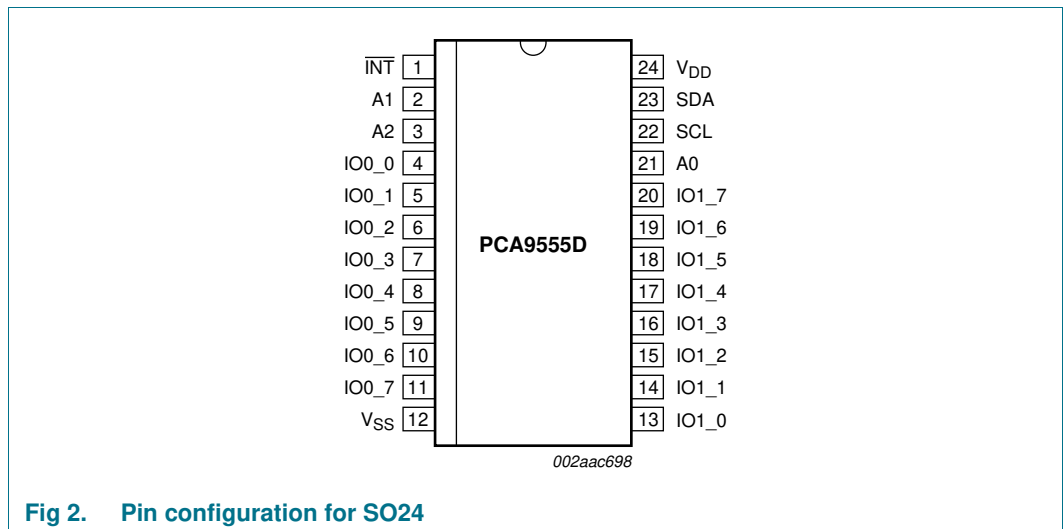 INT 1
A1 2
A2 3
IO0_0 4
IO0_1 5
IO0_2 6
IO0_3 7
IO0_4 8
IO0_5 9
IO0_6 10
IO0_7 11
VSS 12
PCA9555D
24 VDD
23 SDA
22 SCL
21 A0
20 IO1_7
19 IO1_6
18 IO1_5
17 IO1_4
16 IO1_3
15 IO1_2
14 IO1_1
13 IO1_0
002aac698
Fig 2. Pin configuration for SO24